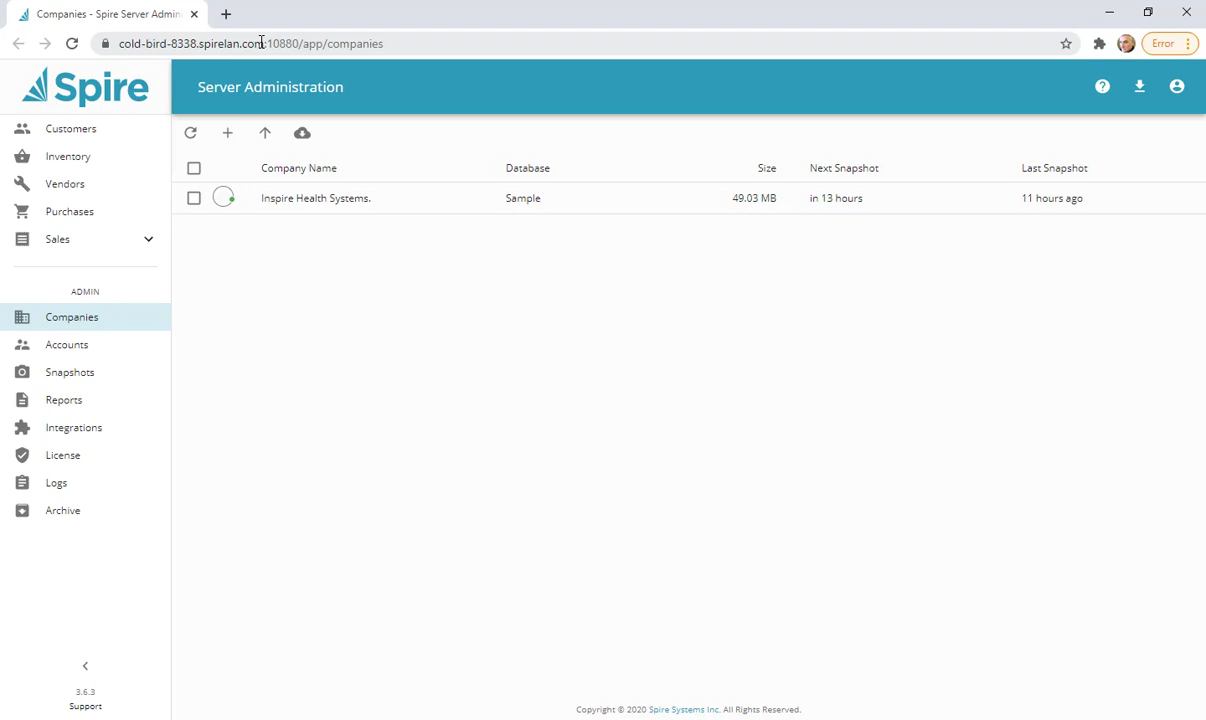 Companies - Spire Server Admin
cold-bird-8338.spirelan.com:10880/app/companies
Error
Spire
Server Administration
Customers
Inventory
Vendors
Purchases
Sales
ADMIN
Companies
Accounts
Snapshots
Reports
Integrations
License
Logs
Archive
Company Name Database Size Next Snapshot Last Snapshot
Inspire Health Systems. Sample 49.03 MB in 13 hours 11 hours ago
3.6.3
Support
Copyright © 2020 Spire Systems Inc. All Rights Reserved.